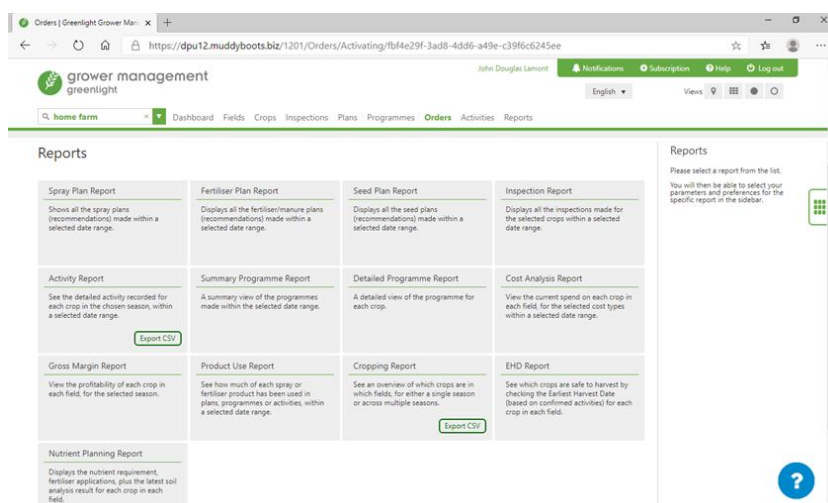 Orders | Greenlight Grower Man
https://dpu12.muddyboots.biz/1201/Orders/Activating/fbf4e29f-3ad8-4dd6-a49e-c39f6c6245ee
grower management
greenlight
John Douglas Lamont
Notifications
Subscription
Help
Log out
English
Views
home farm
Dashboard Fields Crops Inspections Plans Programmes Orders Activities Reports
Reports
Spray Plan Report
Shows all the spray plans
(recommendations) made within a
selected date range.
Fertiliser Plan Report
Displays all the fertiliser/manure plans
(recommendations) made within a
selected date range.
Seed Plan Report
Displays all the seed plans
(recommendations) made within a
selected date range.
Inspection Report
Displays all the inspections made for
the selected crops within a selected
date range.
Activity Report
See the detailed activity recorded for
each crop in the chosen season, within
a selected date range.
Export CSV
Summary Programme Report
A summary view of the programmes
made within the selected date range.
Detailed Programme Report
A detailed view of the programme for
each crop.
Cost Analysis Report
View the current spend on each crop in
each field, for the selected cost types
within a selected date range.
Gross Margin Report
View the profitability of each crop in
each field, for the selected season.
Product Use Report
See how much of each spray or
fertiliser product has been used in
plans, programmes or activities, within
a selected date range.
Cropping Report
See an overview of which crops are in
which fields, for either a single season
or across multiple seasons.
Export CSV
EHD Report
See which crops are safe to harvest by
checking the Earliest Harvest Date
(based on confirmed activities) for each
crop in each field.
Nutrient Planning Report
Displays the nutrient requirement,
fertiliser applications, plus the latest soil
analysis result for each crop in each
field.
Reports
Please select a report from the list.
You will then be able to select your
parameters and preferences for the
specific report in the sidebar.
?